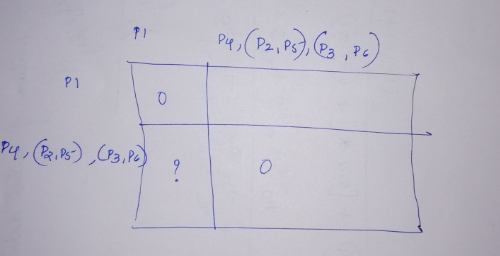 P1
P4, (P2, P5), (P3, P6)
P1
0
P4, (P2, P5), (P3, P6)
? 0